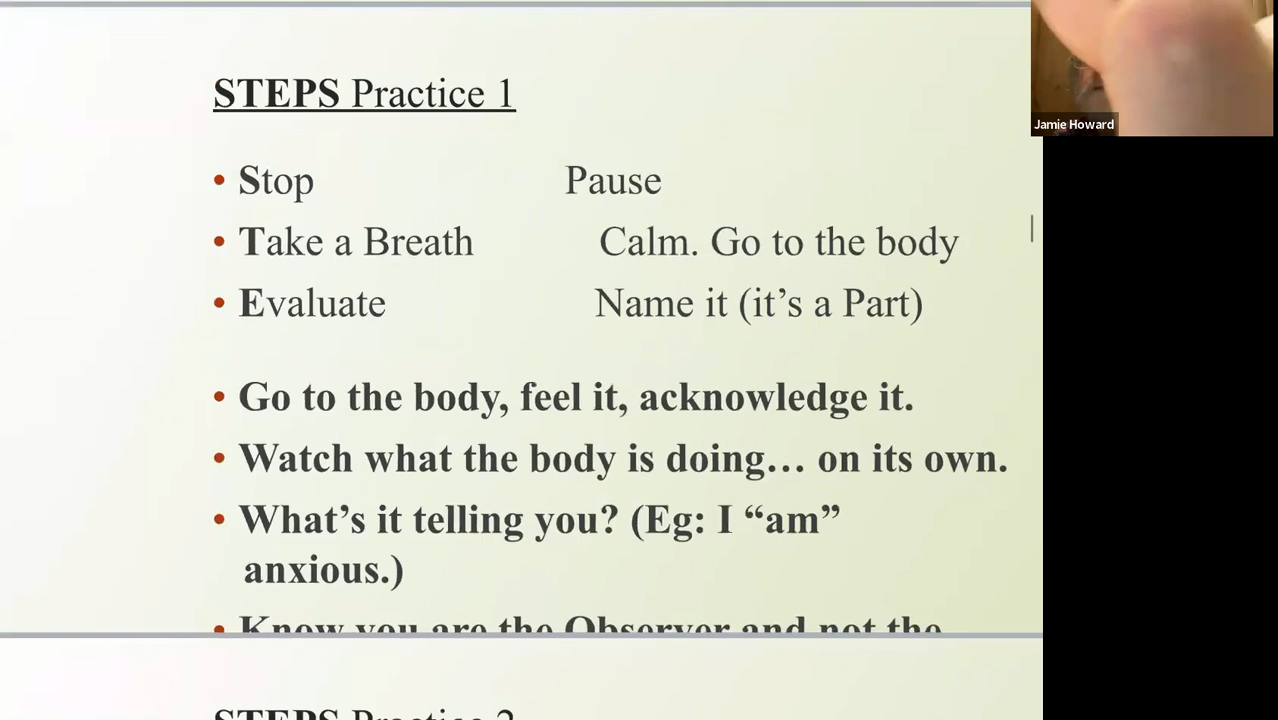 STEPS Practice 1
Jamie Howard
• Stop Pause
• Take a Breath Calm. Go to the body
• Evaluate Name it (it’s a Part)
• Go to the body, feel it, acknowledge it.
• Watch what the body is doing… on its own.
• What’s it telling you? (Eg: I “am”
anxious.)
• Know you are the Observer and not the
STEPS Practice 2